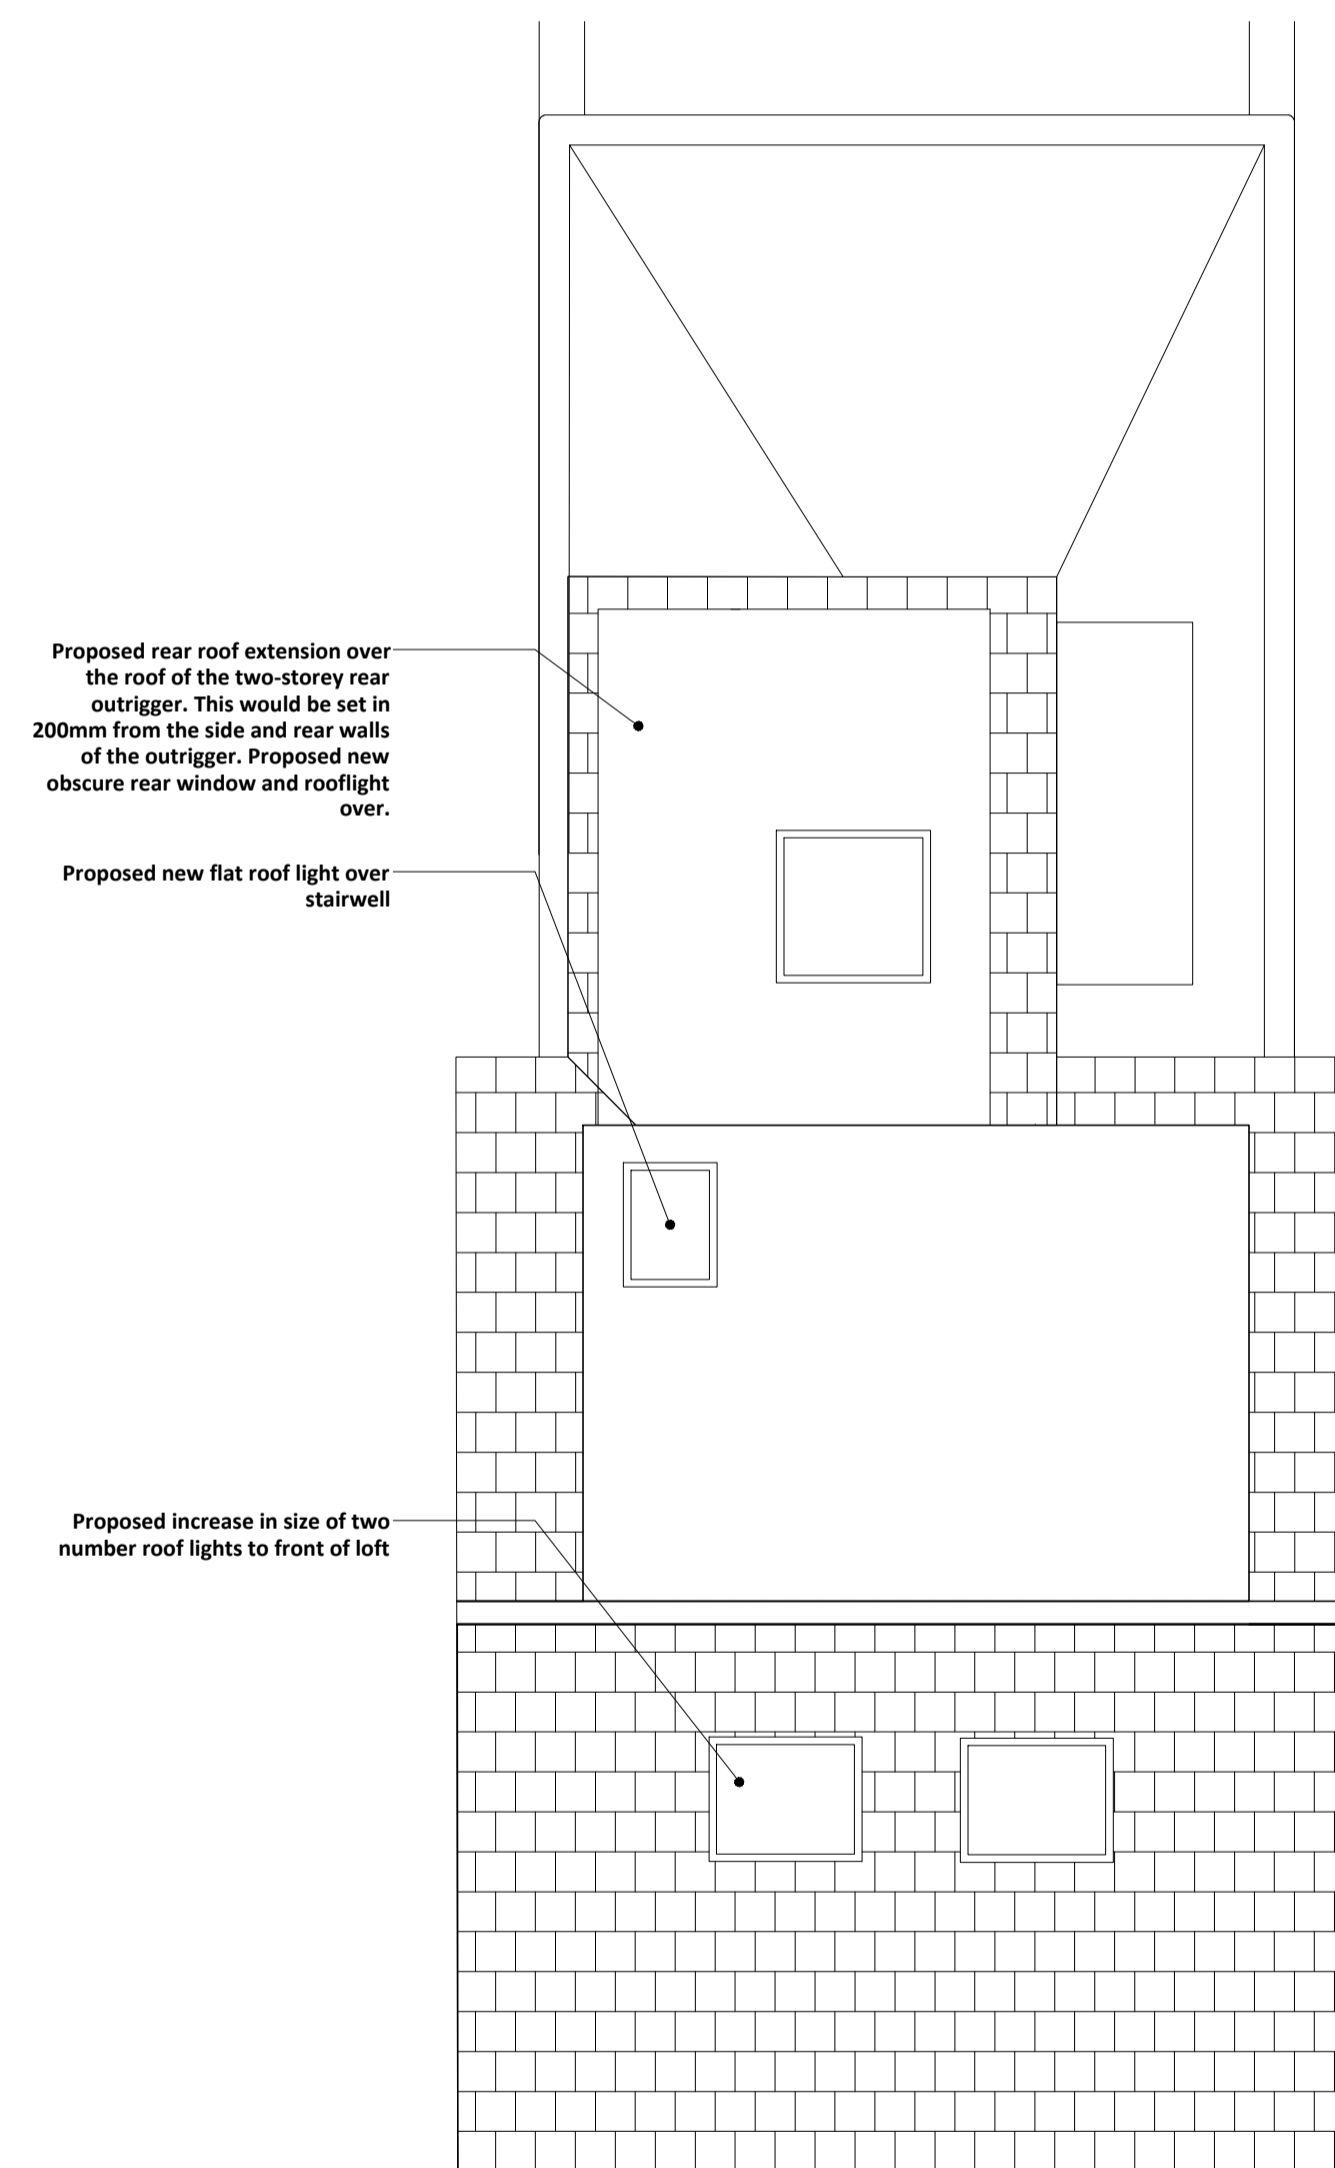 Proposed rear roof extension over
the roof of the two-storey rear
outrigger. This would be set in
200mm from the side and rear walls
of the outrigger. Proposed new
obscure rear window and rooflight
over.
Proposed new flat roof light over
stairwell
Proposed increase in size of two
number roof lights to front of loft